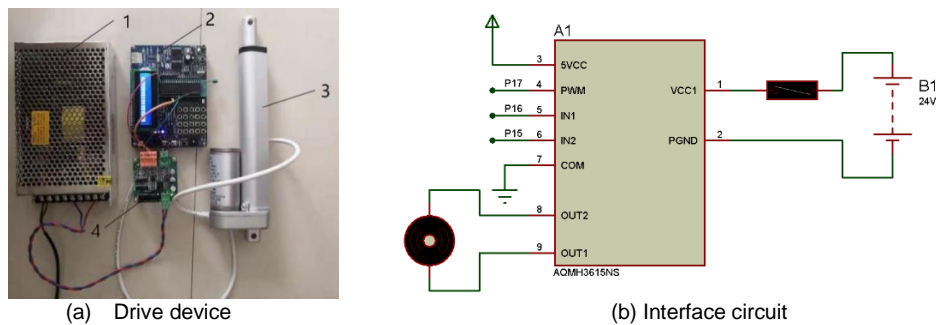 1
2
3
4
A1
3 5VCC
P17 4 PWM
P16 5 IN1
P15 6 IN2
7 COM
8 OUT2
9 OUT1
VCC1 1
PGND 2
AQMH3615NS
B1
24V
(a) Drive device
(b) Interface circuit